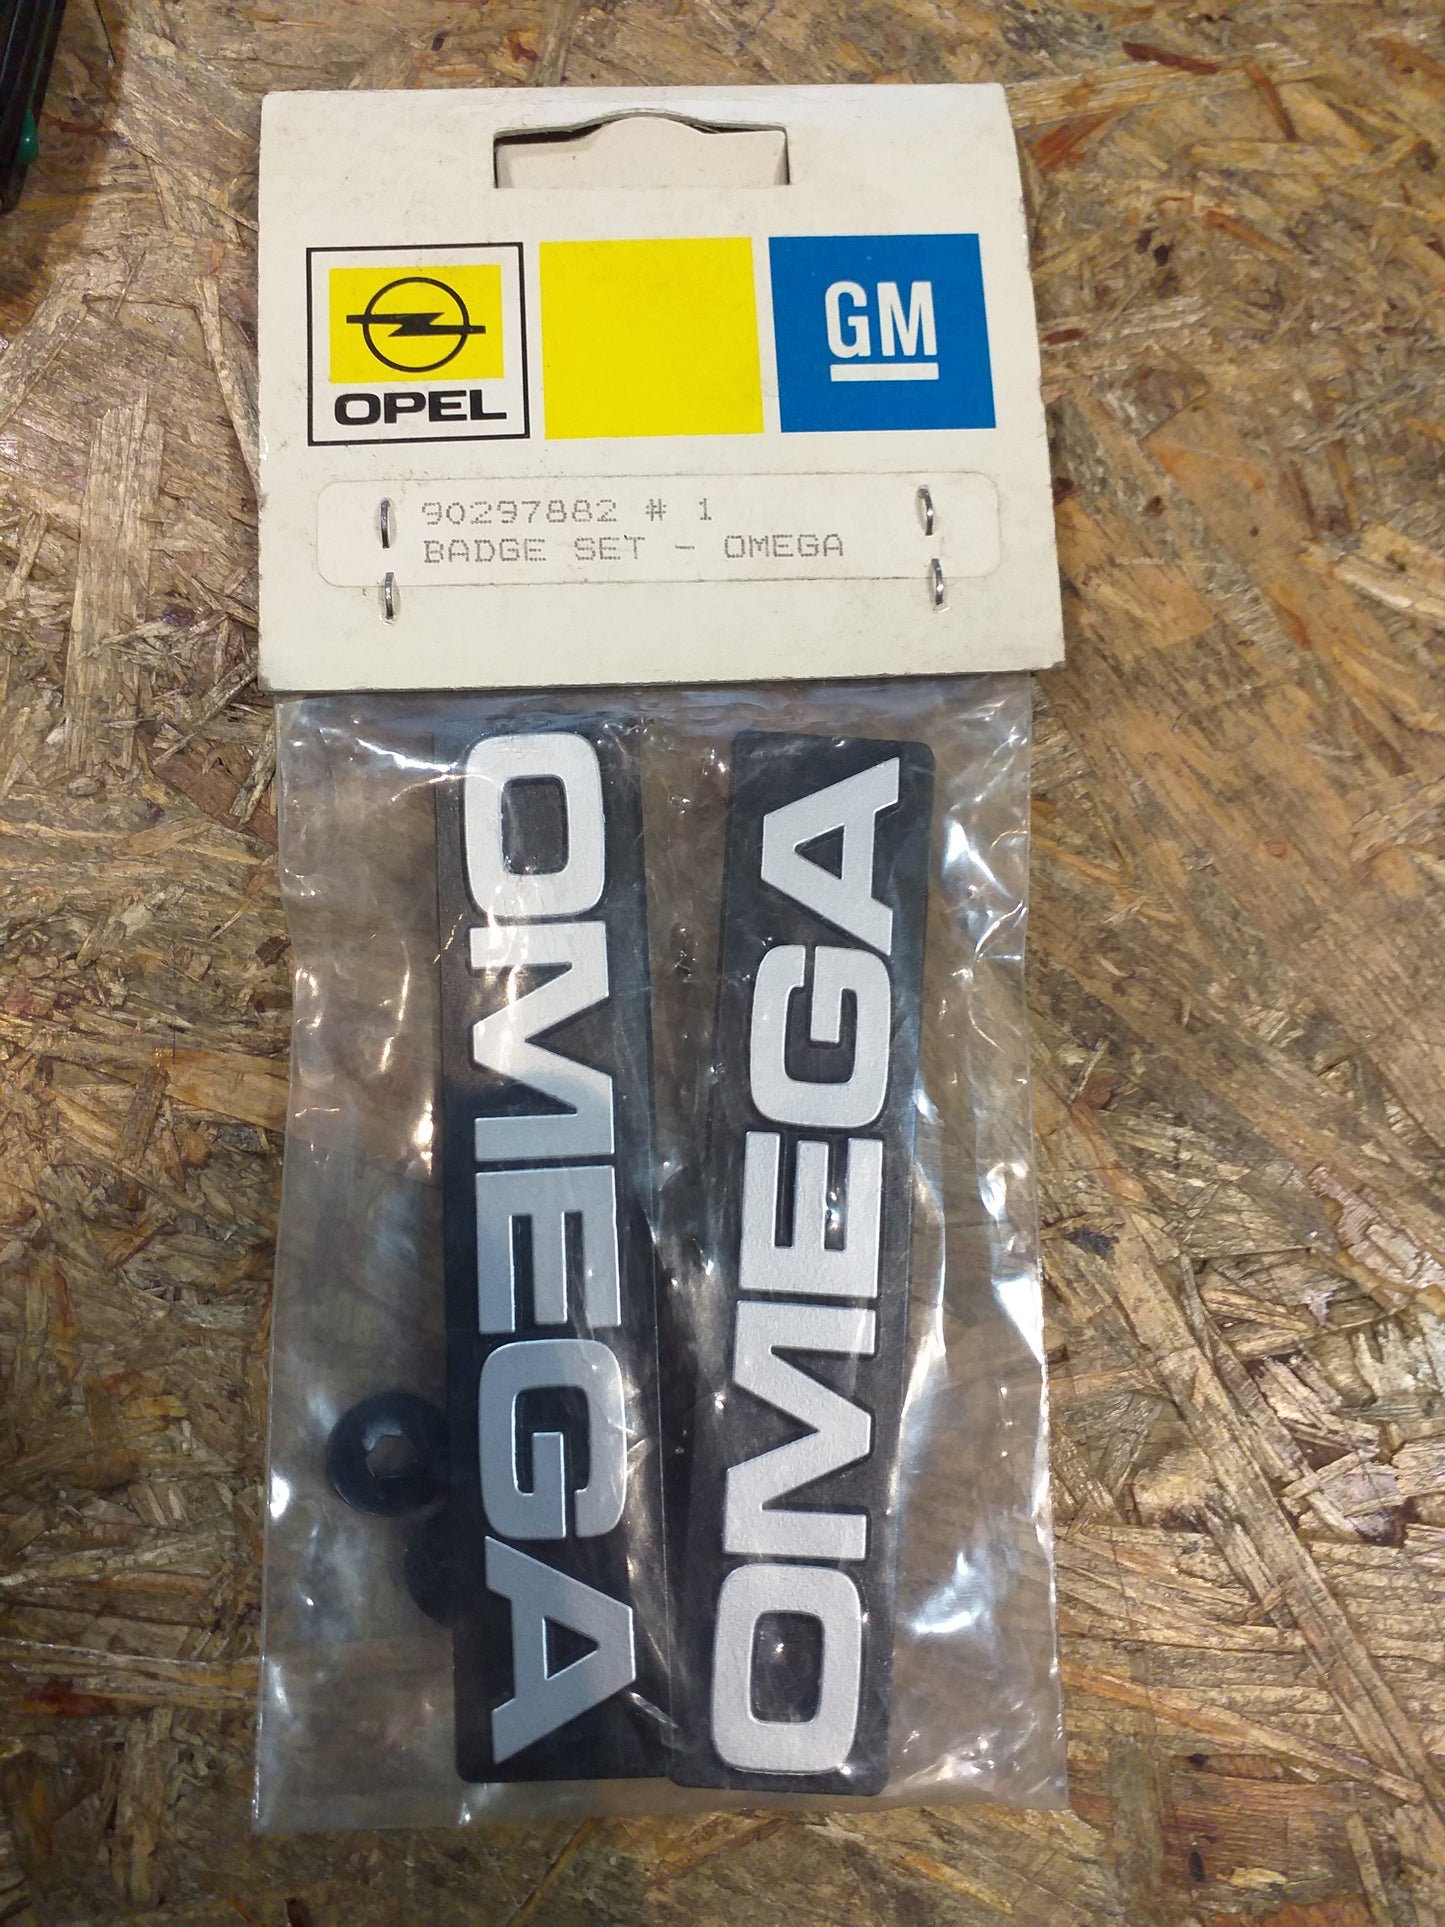 OPEL
GM
90297882 # 1
BADGE SET - OMEGA
OMEGA
OMEGA